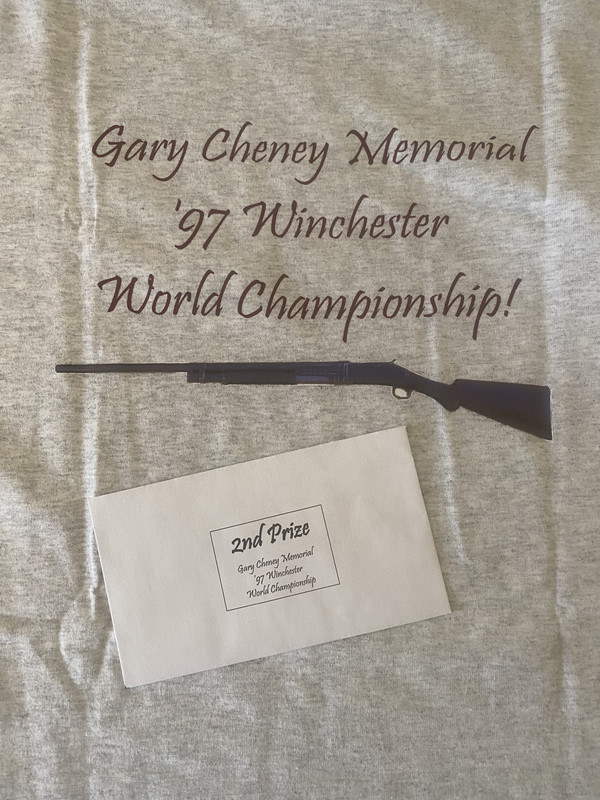 Gary Cheney Memorial
'97 Winchester
World Championship!
2nd Prize
Gary Cheney Memorial
'97 Winchester
World Championship